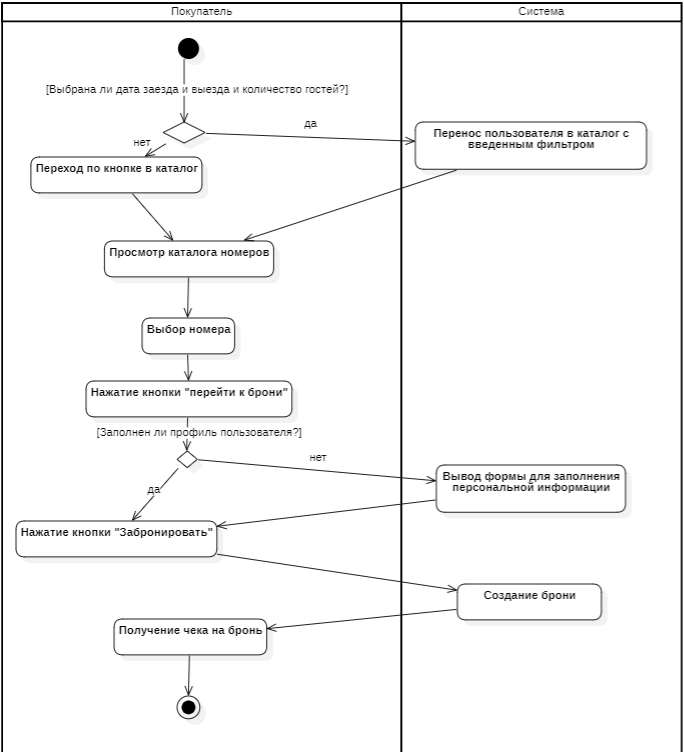 Покупатель
Система
[Выбрана ли дата заезда и выезда и количество гостей?]
да
нет
Перенос пользователя в каталог с
введенным фильтром
Переход по кнопке в каталог
Просмотр каталога номеров
Выбор номера
Нажатие кнопки "перейти к брони"
[Заполнен ли профиль пользователя?]
нет
да
Вывод формы для заполнения
персональной информации
Нажатие кнопки "Забронировать"
Создание брони
Получение чека на бронь